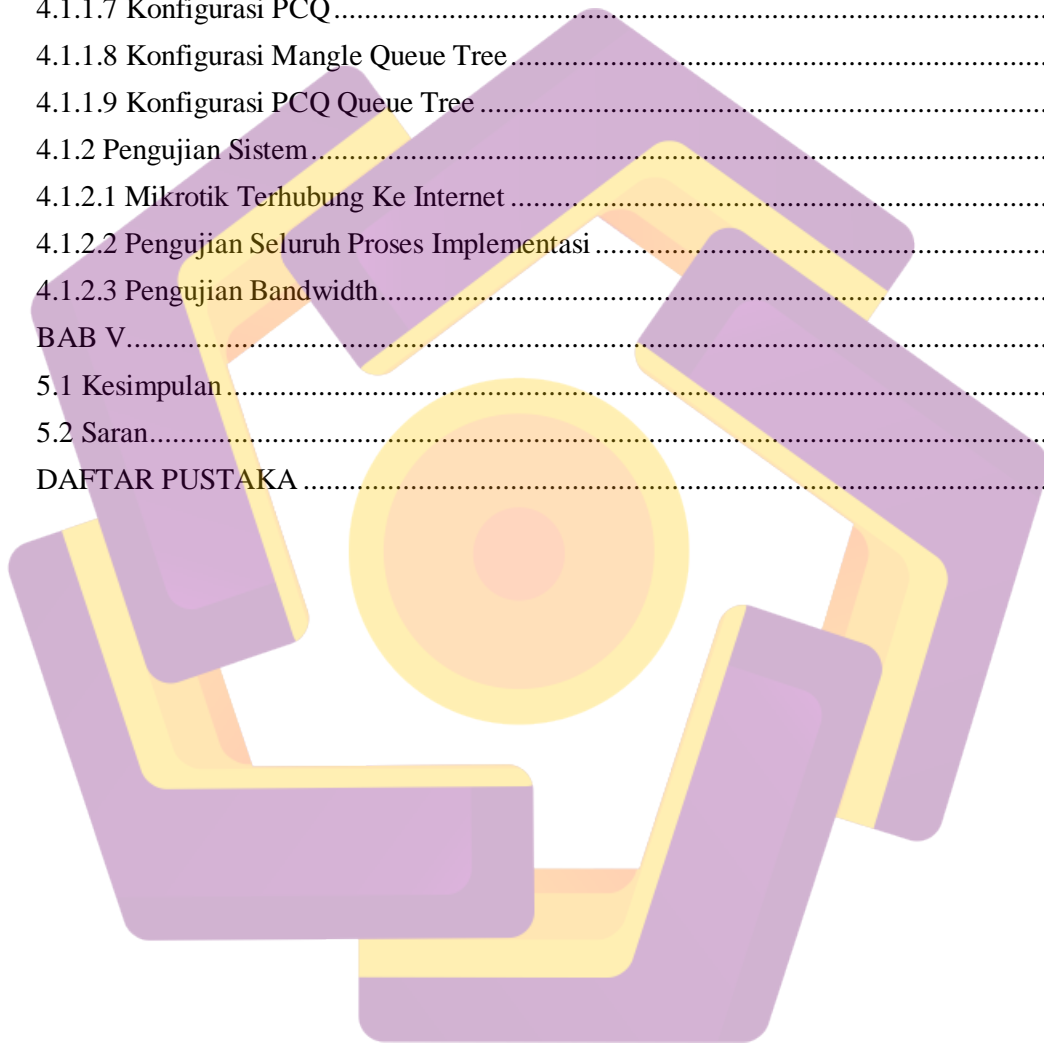 4.1.1.7 Konfigurasi PCQ........................................................................................
4.1.1.8 Konfigurasi Mangle Queue Tree................................................................
4.1.1.9 Konfigurasi PCQ Queue Tree....................................................................
4.1.2 Pengujian Sistem...........................................................................................
4.1.2.1 Mikrotik Terhubung Ke Internet................................................................
4.1.2.2 Pengujian Seluruh Proses Implementasi....................................................
4.1.2.3 Pengujian Bandwidth.................................................................................
BAB V...................................................................................................................
5.1 Kesimpulan......................................................................................................
5.2 Saran................................................................................................................
DAFTAR PUSTAKA............................................................................................